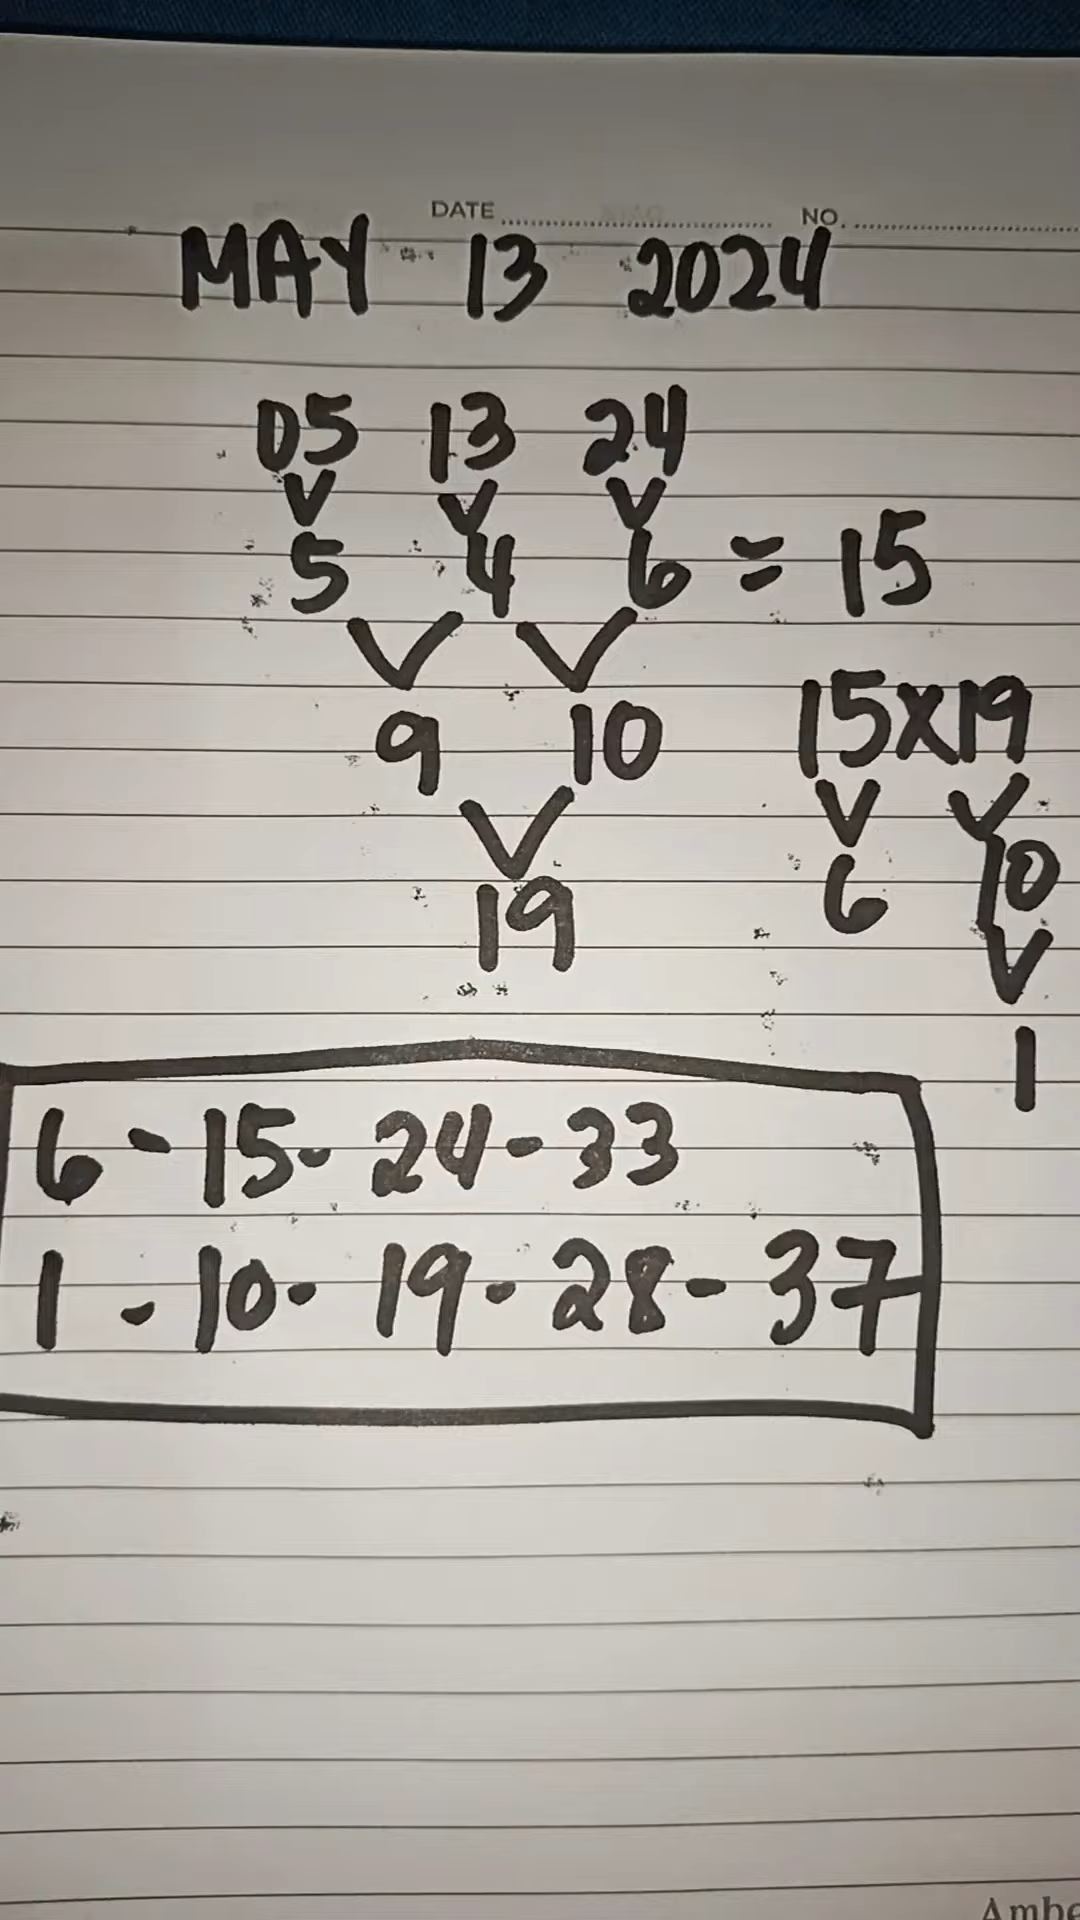 DATE NO.
MAY 13 2024
05 13 24
5 4 6 = 15
15x19
9 10
6 10
19
1
6 - 15 - 24 - 33
1 - 10 - 19 - 28 - 37
Ambe